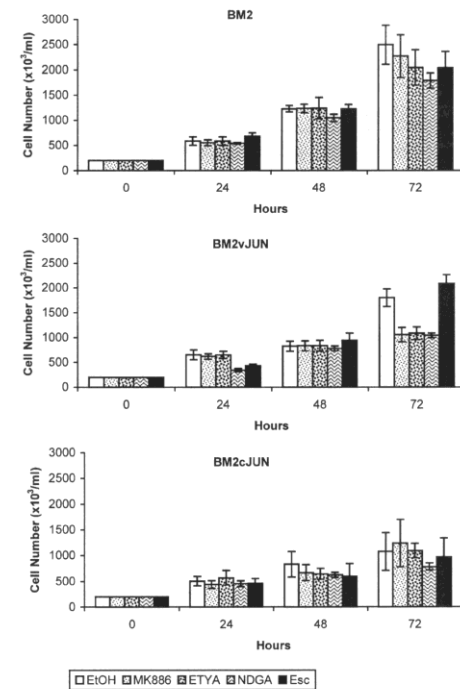 BM2
Cell Number (x10³/ml)
3000
2500
2000
1500
1000
500
0
0 24 48 72
Hours
BM2vJUN
Cell Number (x10³/ml)
3000
2500
2000
1500
1000
500
0
0 24 48 72
Hours
BM2cJUN
Cell Number (x10³/ml)
3000
2500
2000
1500
1000
500
0
0 24 48 72
Hours
EtOH MK886 ETYA NDGA Esc